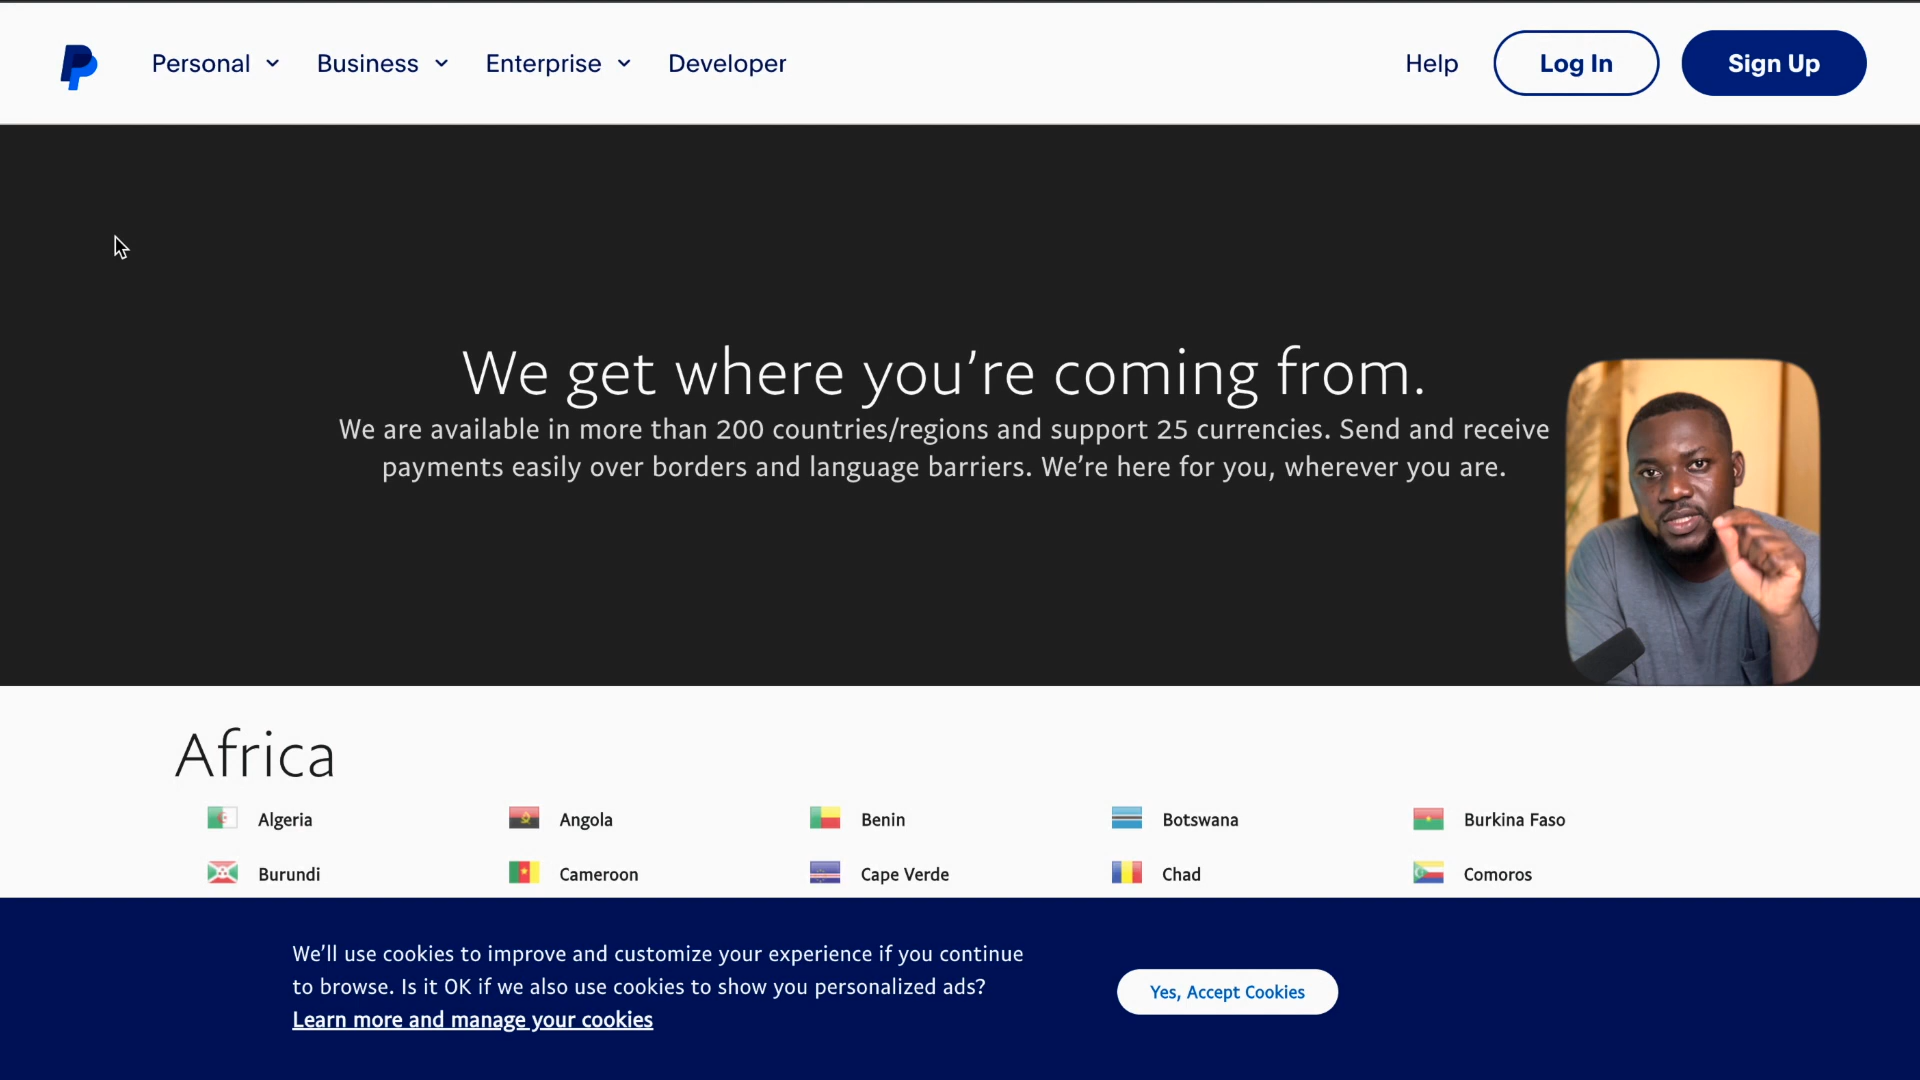 Personal Business Enterprise Developer Help Log In Sign Up
We get where you’re coming from.
We are available in more than 200 countries/regions and support 25 currencies. Send and receive
payments easily over borders and language barriers. We’re here for you, wherever you are.
Africa
Algeria Angola Benin Botswana Burkina Faso
Burundi Cameroon Cape Verde Chad Comoros
We’ll use cookies to improve and customize your experience if you continue
to browse. Is it OK if we also use cookies to show you personalized ads?
Learn more and manage your cookies
Yes, Accept Cookies